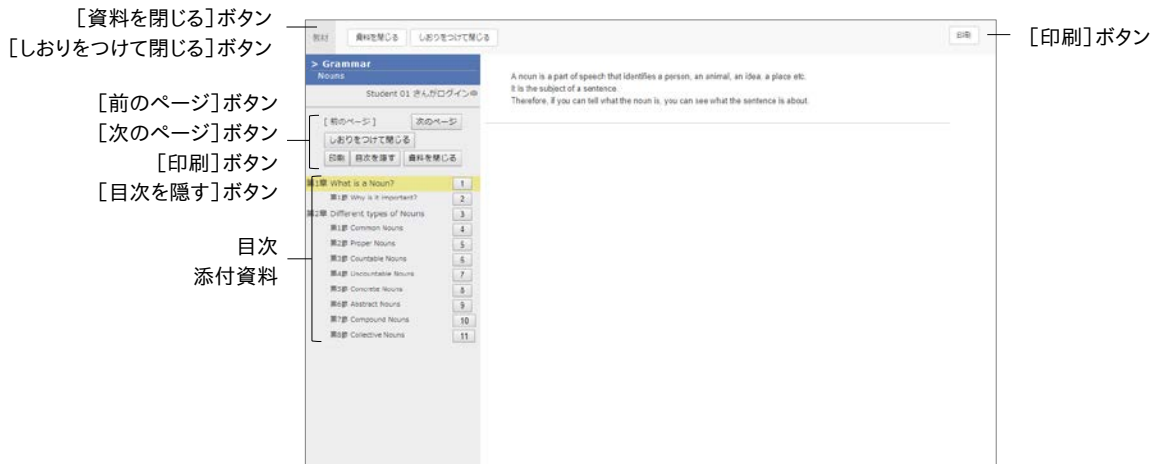 [資料を閉じる]ボタン
[しおりをつけて閉じる]ボタン
[前のページ]ボタン
[次のページ]ボタン
[印刷]ボタン
[目次を隠す]ボタン
目次
添付資料
教材 資料を閉じる しおりをつけて閉じる 印刷
[印刷]ボタン
> Grammar
Nouns
Student 01 さんがログイン中
[ 前のページ ] 次のページ
しおりをつけて閉じる
印刷 目次を隠す 資料を閉じる
第1章 What is a Noun? 1
第1節 Why is it important? 2
第2章 Different types of Nouns 3
第1節 Common Nouns 4
第2節 Proper Nouns 5
第3節 Countable Nouns 6
第4節 Uncountable Nouns 7
第5節 Concrete Nouns 8
第6節 Abstract Nouns 9
第7節 Compound Nouns 10
第8節 Collective Nouns 11
A noun is a part of speech that identifies a person, an animal, an idea, a place etc.
It is the subject of a sentence.
Therefore, if you can tell what the noun is, you can see what the sentence is about.